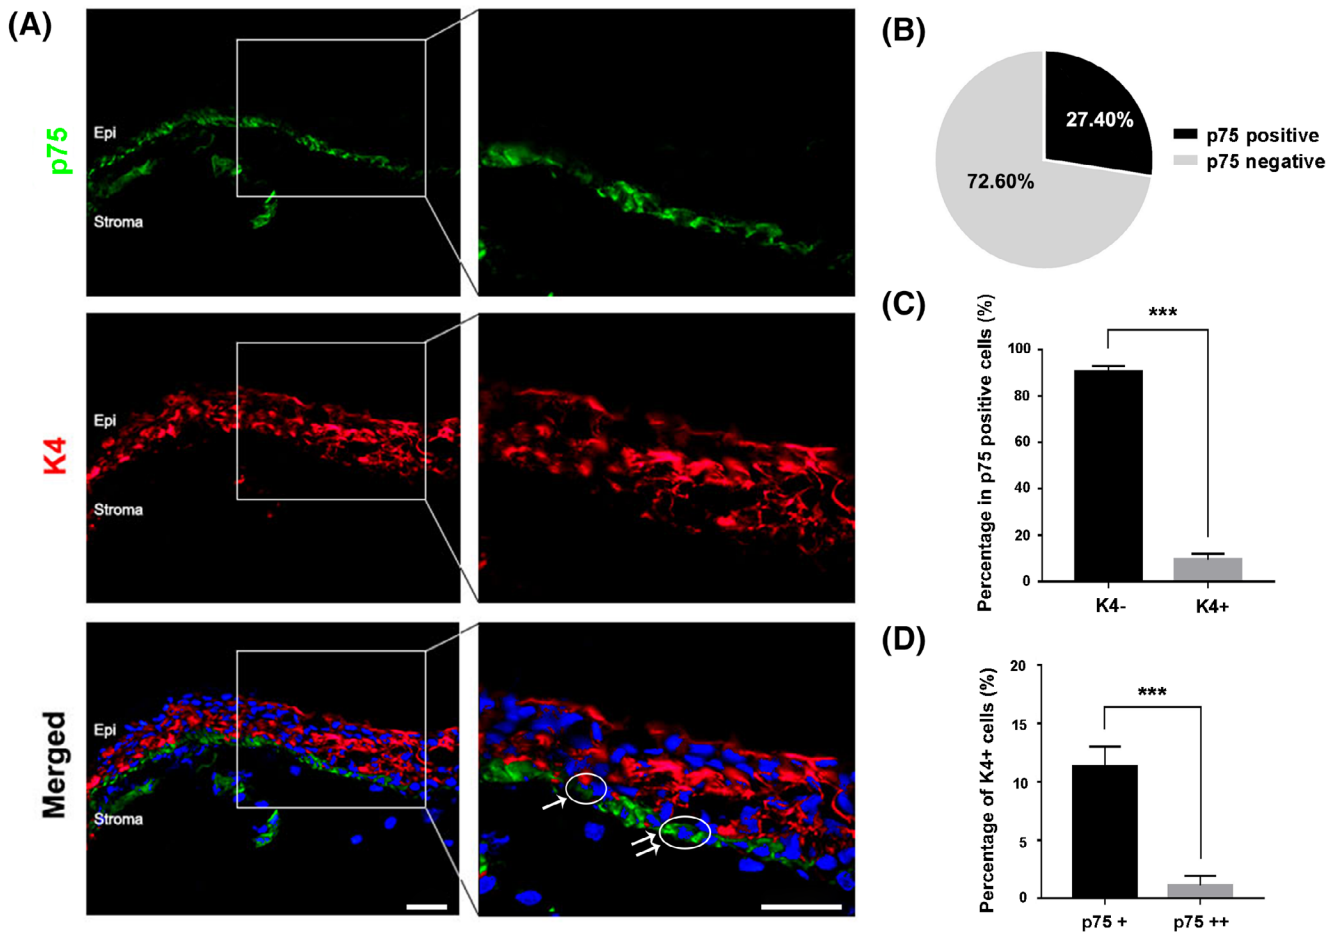 (A)
p75
Epi
Stroma
K4
Epi
Stroma
Merged
Epi
Stroma
(B)
27.40%
72.60%
p75 positive
p75 negative
(C)
Percentage in p75 positive cells (%)
100
80
60
40
20
0
***
K4-
K4+
(D)
Percentage of K4+ cells (%)
20
15
10
5
0
***
p75 +
p75 ++